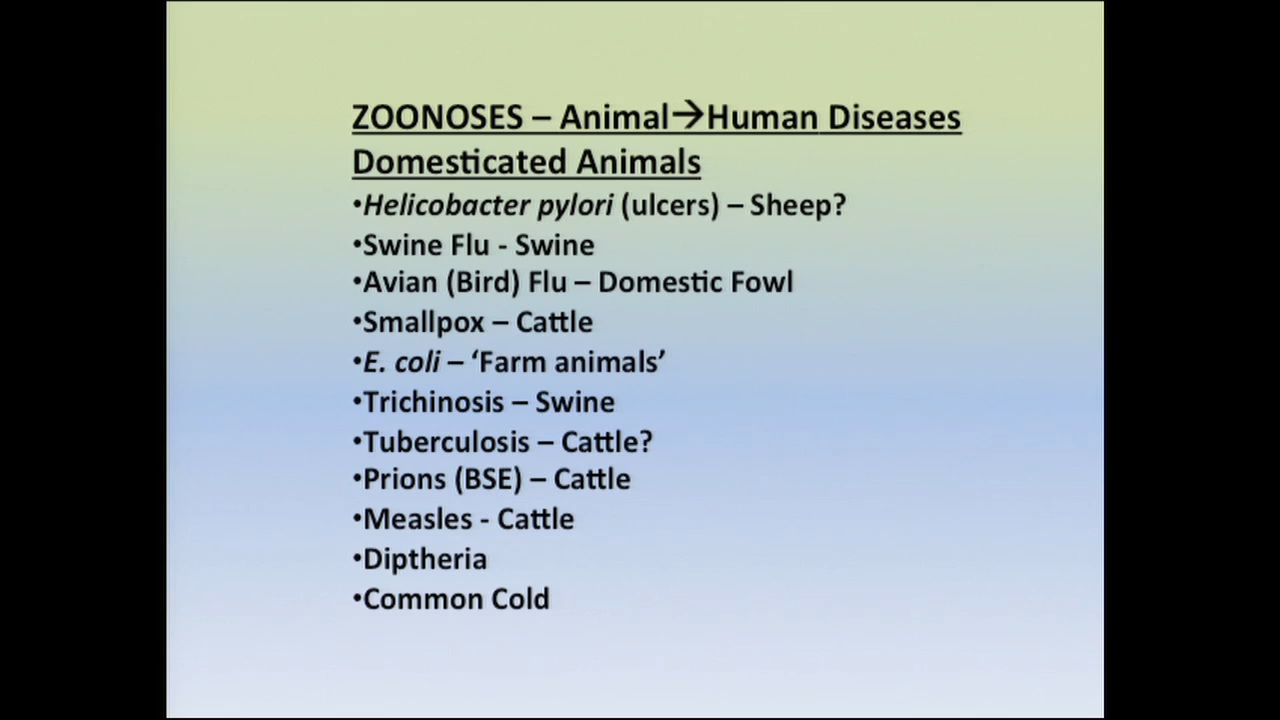 ZOONOSES – Animal→Human Diseases
Domesticated Animals
•Helicobacter pylori (ulcers) – Sheep?
•Swine Flu - Swine
•Avian (Bird) Flu – Domestic Fowl
•Smallpox – Cattle
•E. coli – ‘Farm animals’
•Trichinosis – Swine
•Tuberculosis – Cattle?
•Prions (BSE) – Cattle
•Measles - Cattle
•Diptheria
•Common Cold